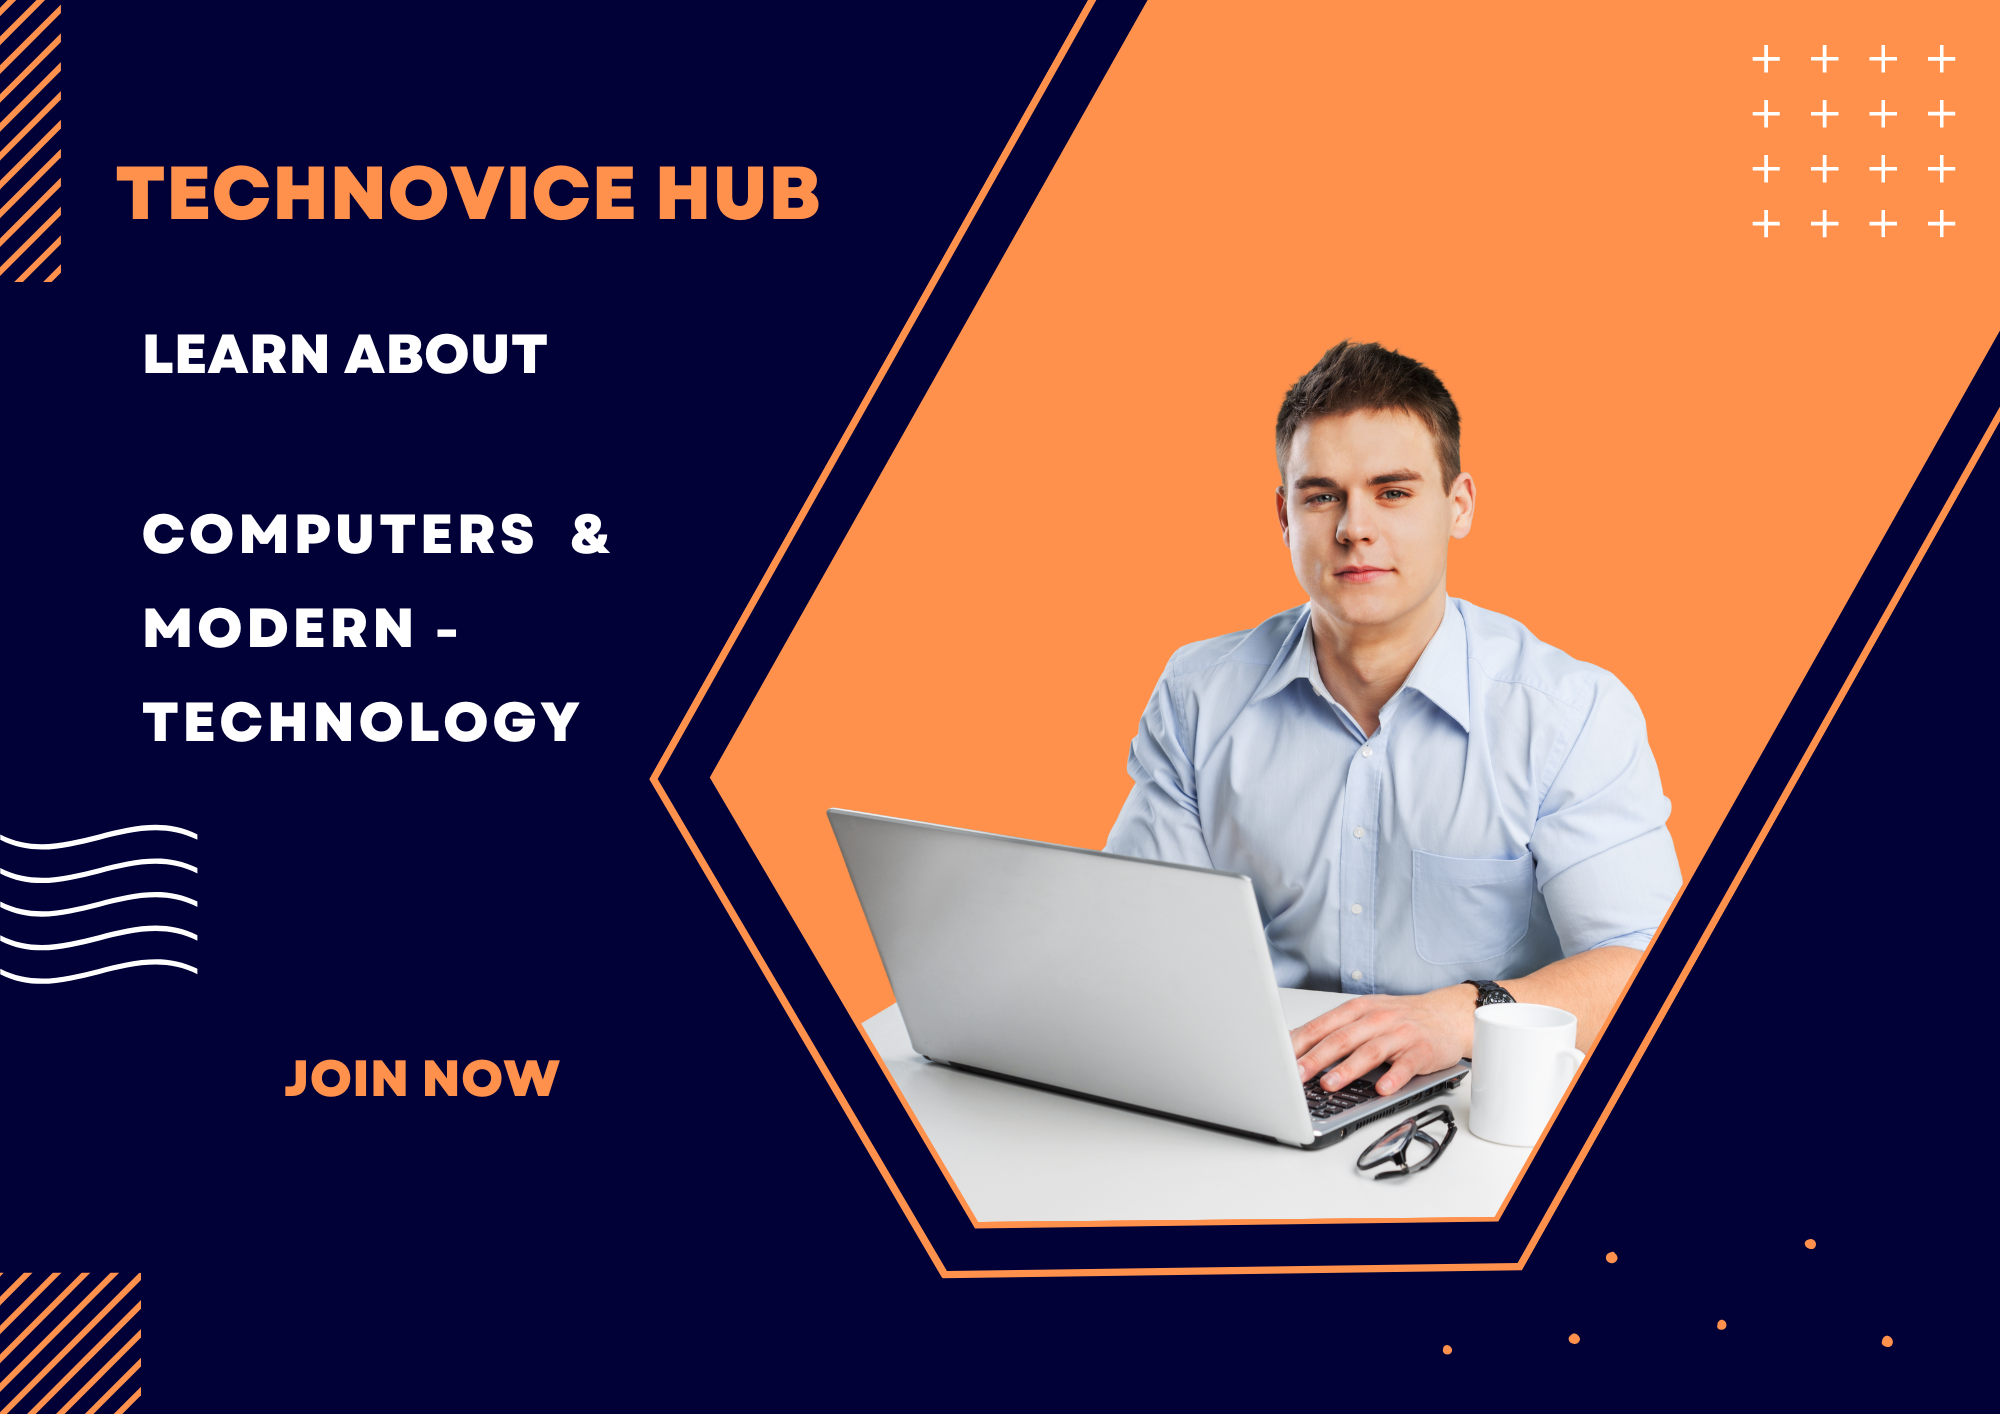 TECHNOVICE HUB
LEARN ABOUT
COMPUTERS &
MODERN -
TECHNOLOGY
JOIN NOW